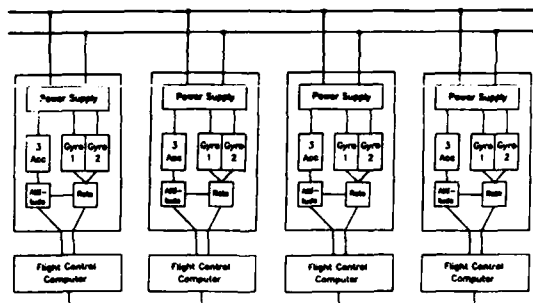 Power Supply
3
Acc
Gyro
1
Gyro
2
Atti-
tude
Rate
Flight Control
Computer
Power Supply
3
Acc
Gyro
1
Gyro
2
Atti-
tude
Rate
Flight Control
Computer
Power Supply
3
Acc
Gyro
1
Gyro
2
Atti-
tude
Rate
Flight Control
Computer
Power Supply
3
Acc
Gyro
1
Gyro
2
Atti-
tude
Rate
Flight Control
Computer